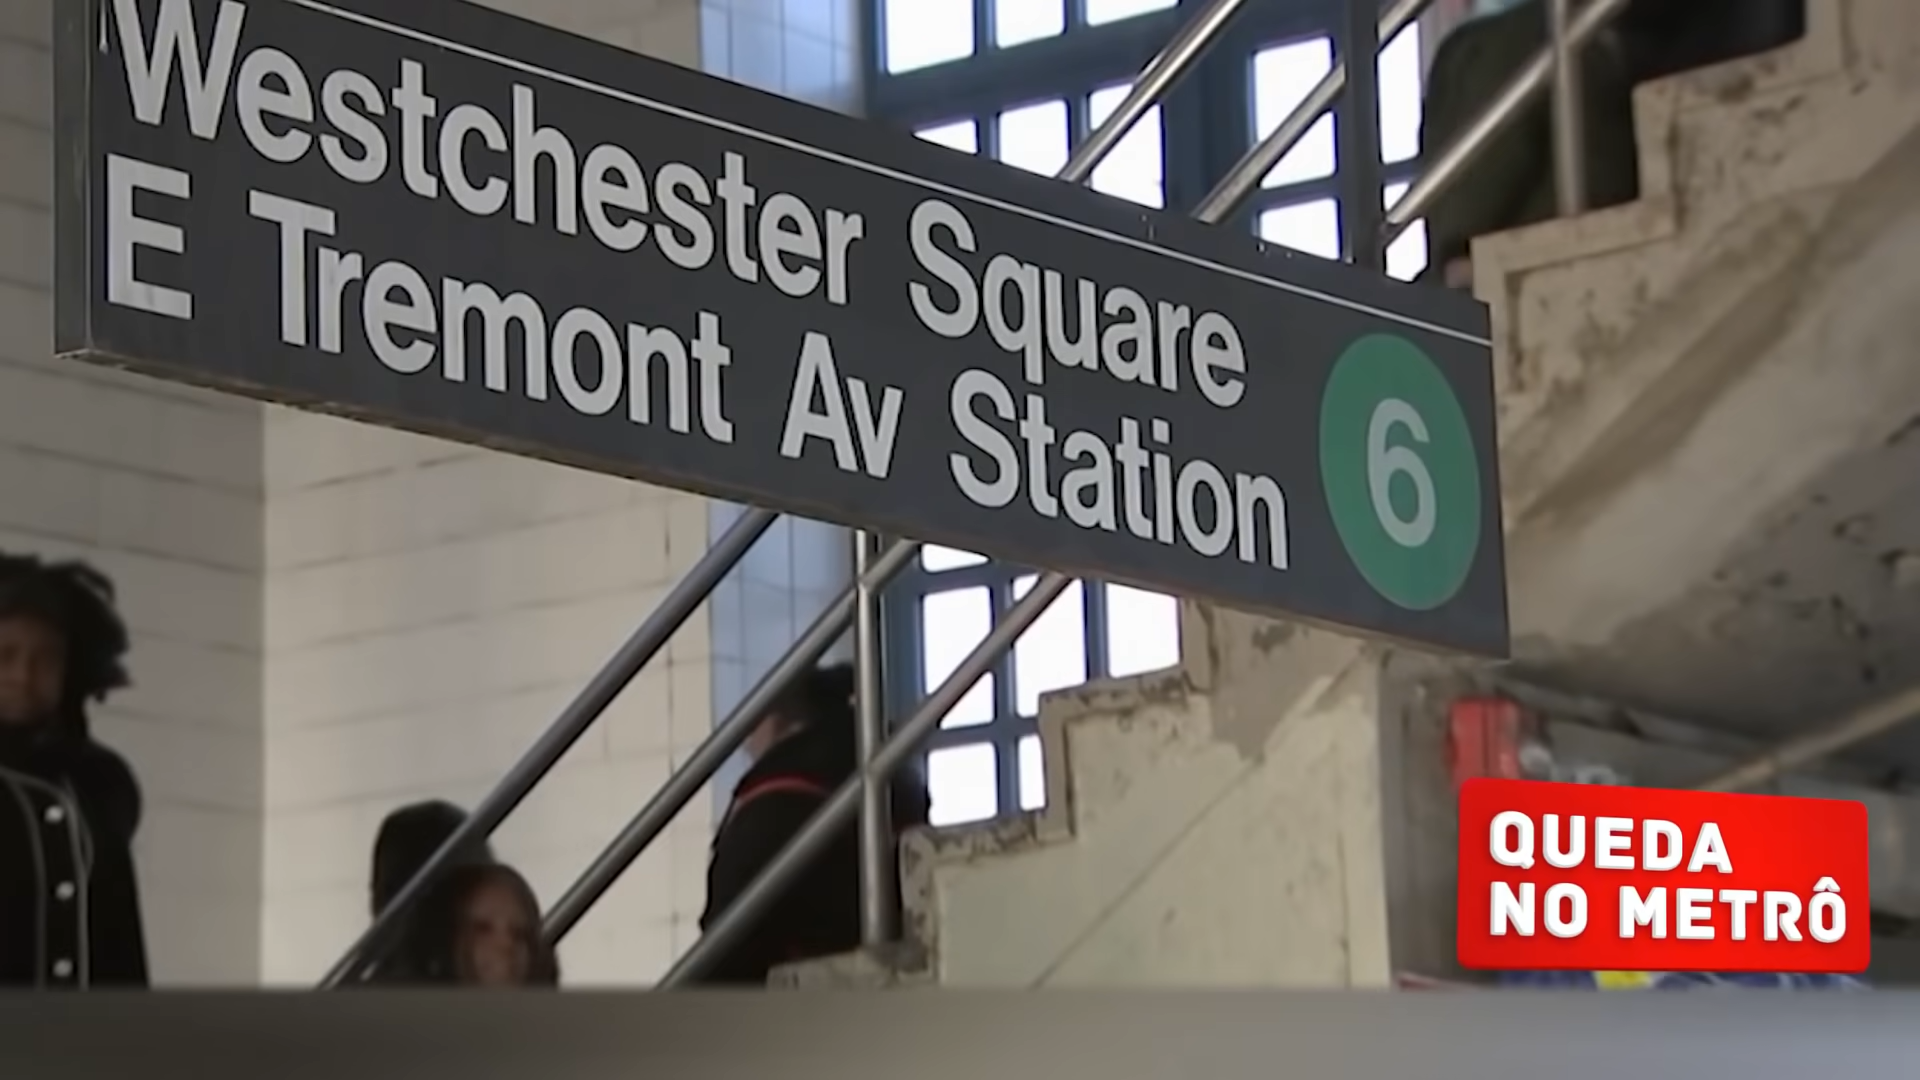 Westchester Square
E Tremont Av Station
6
QUEDA
NO METRÔ